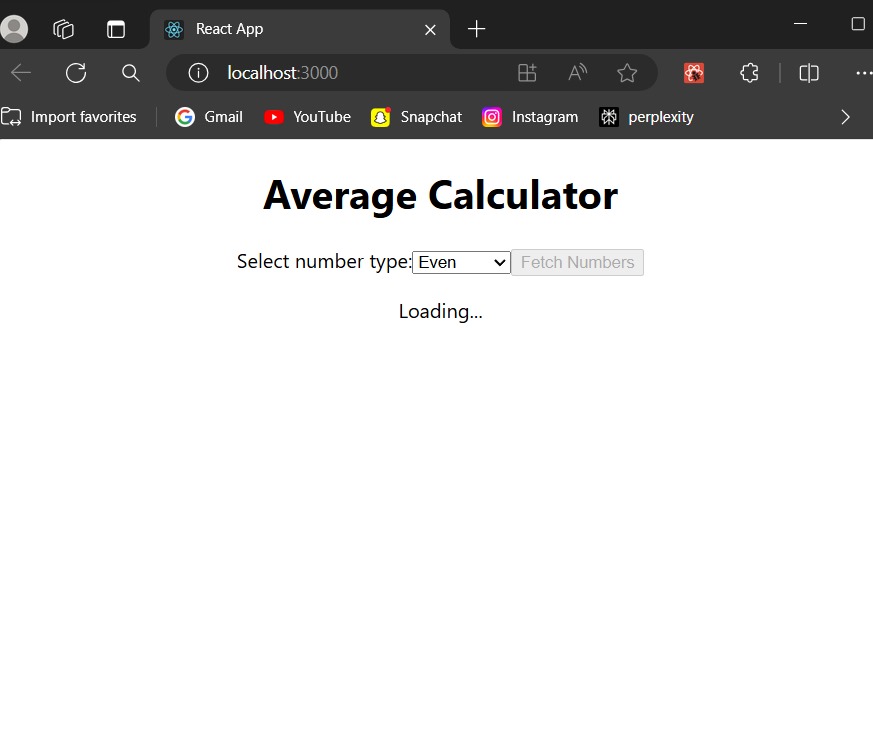 React App
localhost:3000
Import favorites Gmail YouTube Snapchat Instagram perplexity
Average Calculator
Select number type: Even Fetch Numbers
Loading...